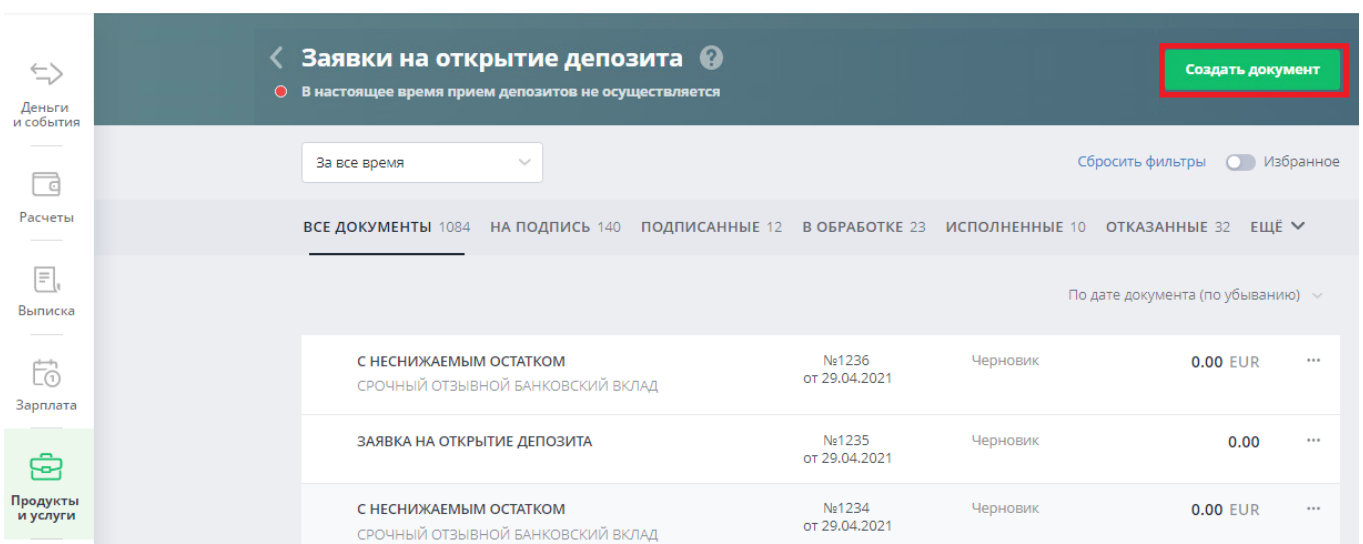 Деньги
и события
Расчеты
Выписка
Зарплата
Продукты
и услуги
Заявки на открытие депозита ?
В настоящее время прием депозитов не осуществляется
Создать документ
За все время
Сбросить фильтры Избранное
ВСЕ ДОКУМЕНТЫ 1084 НА ПОДПИСЬ 140 ПОДПИСАННЫЕ 12 В ОБРАБОТКЕ 23 ИСПОЛНЕННЫЕ 10 ОТКАЗАННЫЕ 32 ЕЩЁ
По дате документа (по убыванию)
С НЕСНИЖАЕМЫМ ОСТАТКОМ №1236 Черновик 0.00 EUR ...
СРОЧНЫЙ ОТЗЫВНОЙ БАНКОВСКИЙ ВКЛАД от 29.04.2021
ЗАЯВКА НА ОТКРЫТИЕ ДЕПОЗИТА №1235 Черновик 0.00 ...
от 29.04.2021
С НЕСНИЖАЕМЫМ ОСТАТКОМ №1234 Черновик 0.00 EUR ...
СРОЧНЫЙ ОТЗЫВНОЙ БАНКОВСКИЙ ВКЛАД от 29.04.2021